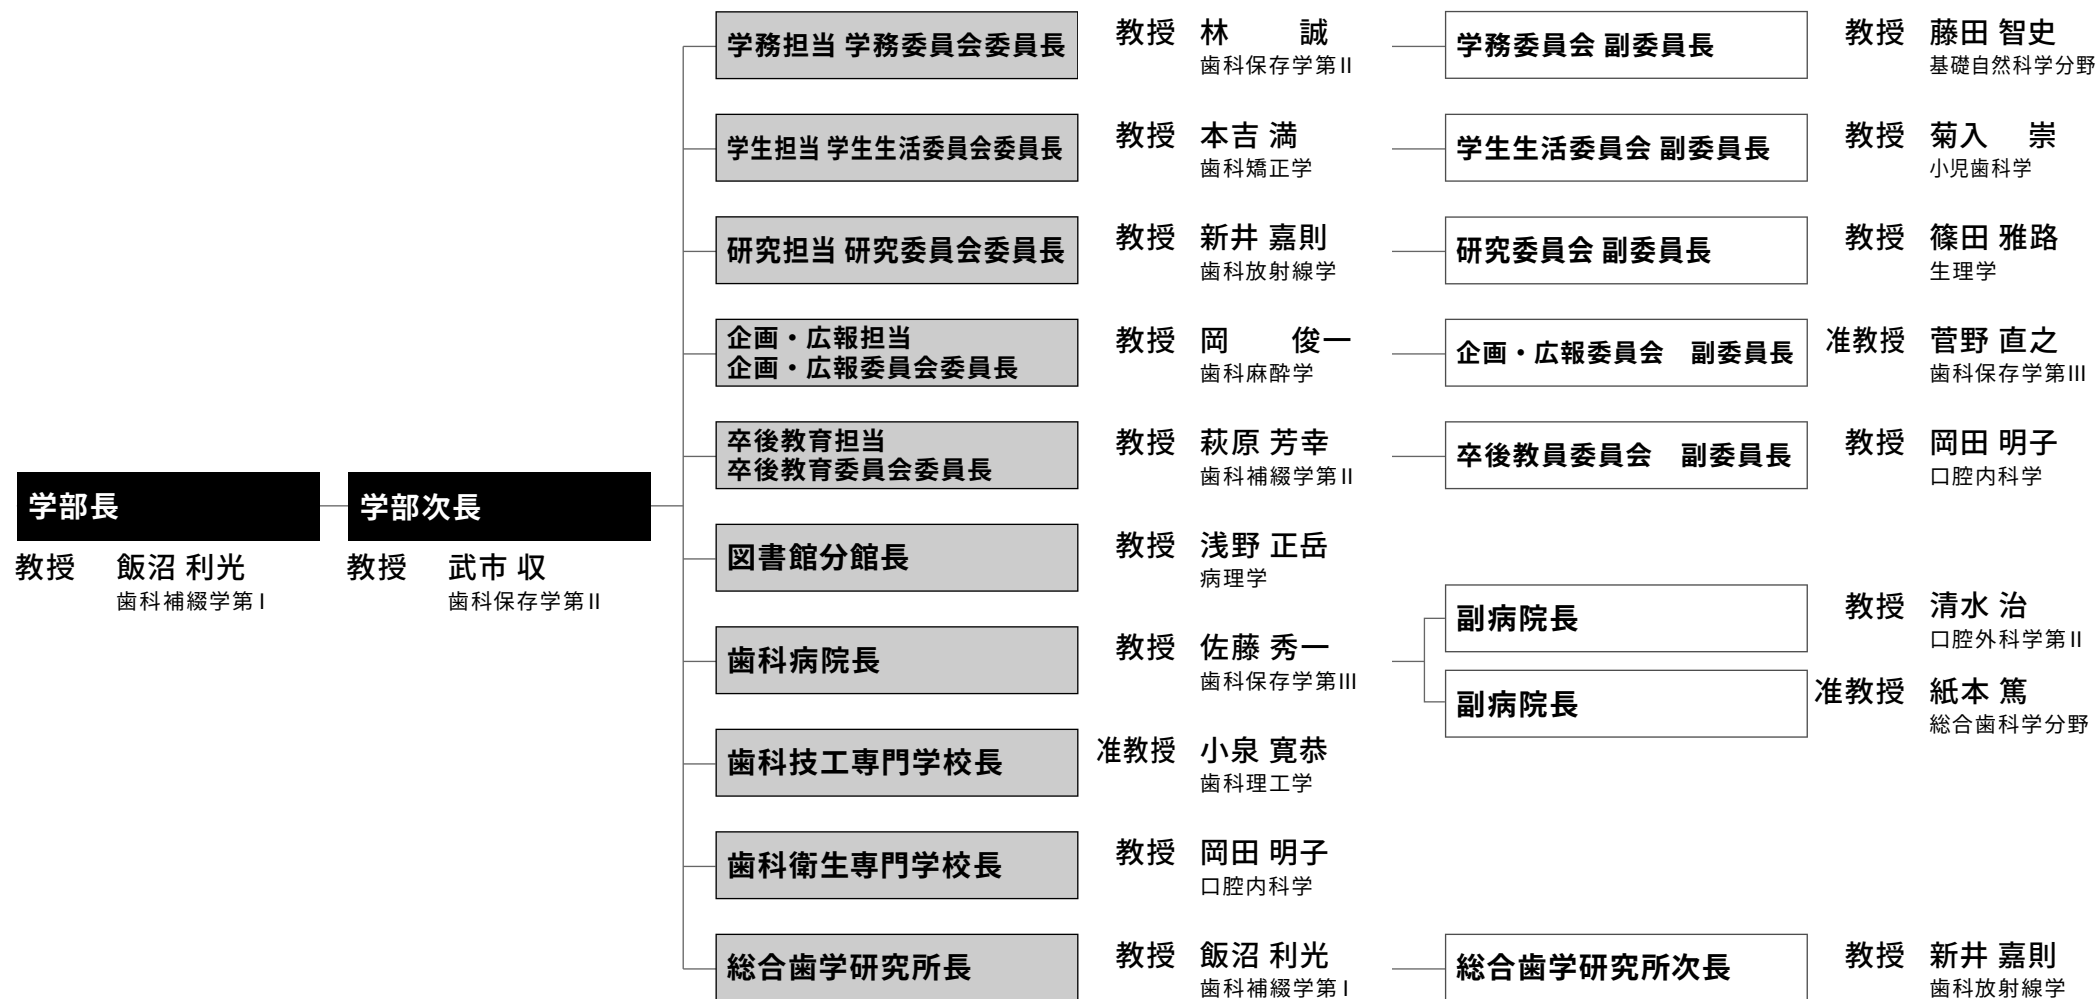 学部長
教授 飯沼 利光
歯科補綴学第Ⅰ
学部次長
教授 武市 収
歯科保存学第Ⅱ
学務担当 学務委員会委員長
教授 林　　誠
歯科保存学第Ⅱ
学務委員会 副委員長
教授 藤田 智史
基礎自然科学分野
学生担当 学生生活委員会委員長
教授 本吉 満
歯科矯正学
学生生活委員会 副委員長
教授 菊入　崇
小児歯科学
研究担当 研究委員会委員長
教授 新井 嘉則
歯科放射線学
研究委員会 副委員長
教授 篠田 雅路
生理学
企画・広報担当
企画・広報委員会委員長
教授 岡　　俊一
歯科麻酔学
企画・広報委員会　副委員長
准教授 菅野 直之
歯科保存学第Ⅲ
卒後教育担当
卒後教育委員会委員長
教授 萩原 芳幸
歯科補綴学第Ⅱ
卒後教員委員会　副委員長
教授 岡田 明子
口腔内科学
図書館分館長
教授 浅野 正岳
病理学
歯科病院長
教授 佐藤 秀一
歯科保存学第Ⅲ
副病院長
教授 清水 治
口腔外科学第Ⅱ
副病院長
准教授 紙本 篤
総合歯科学分野
歯科技工専門学校長
准教授 小泉 寛恭
歯科理工学
歯科衛生専門学校長
教授 岡田 明子
口腔内科学
総合歯学研究所長
教授 飯沼 利光
歯科補綴学第Ⅰ
総合歯学研究所次長
教授 新井 嘉則
歯科放射線学